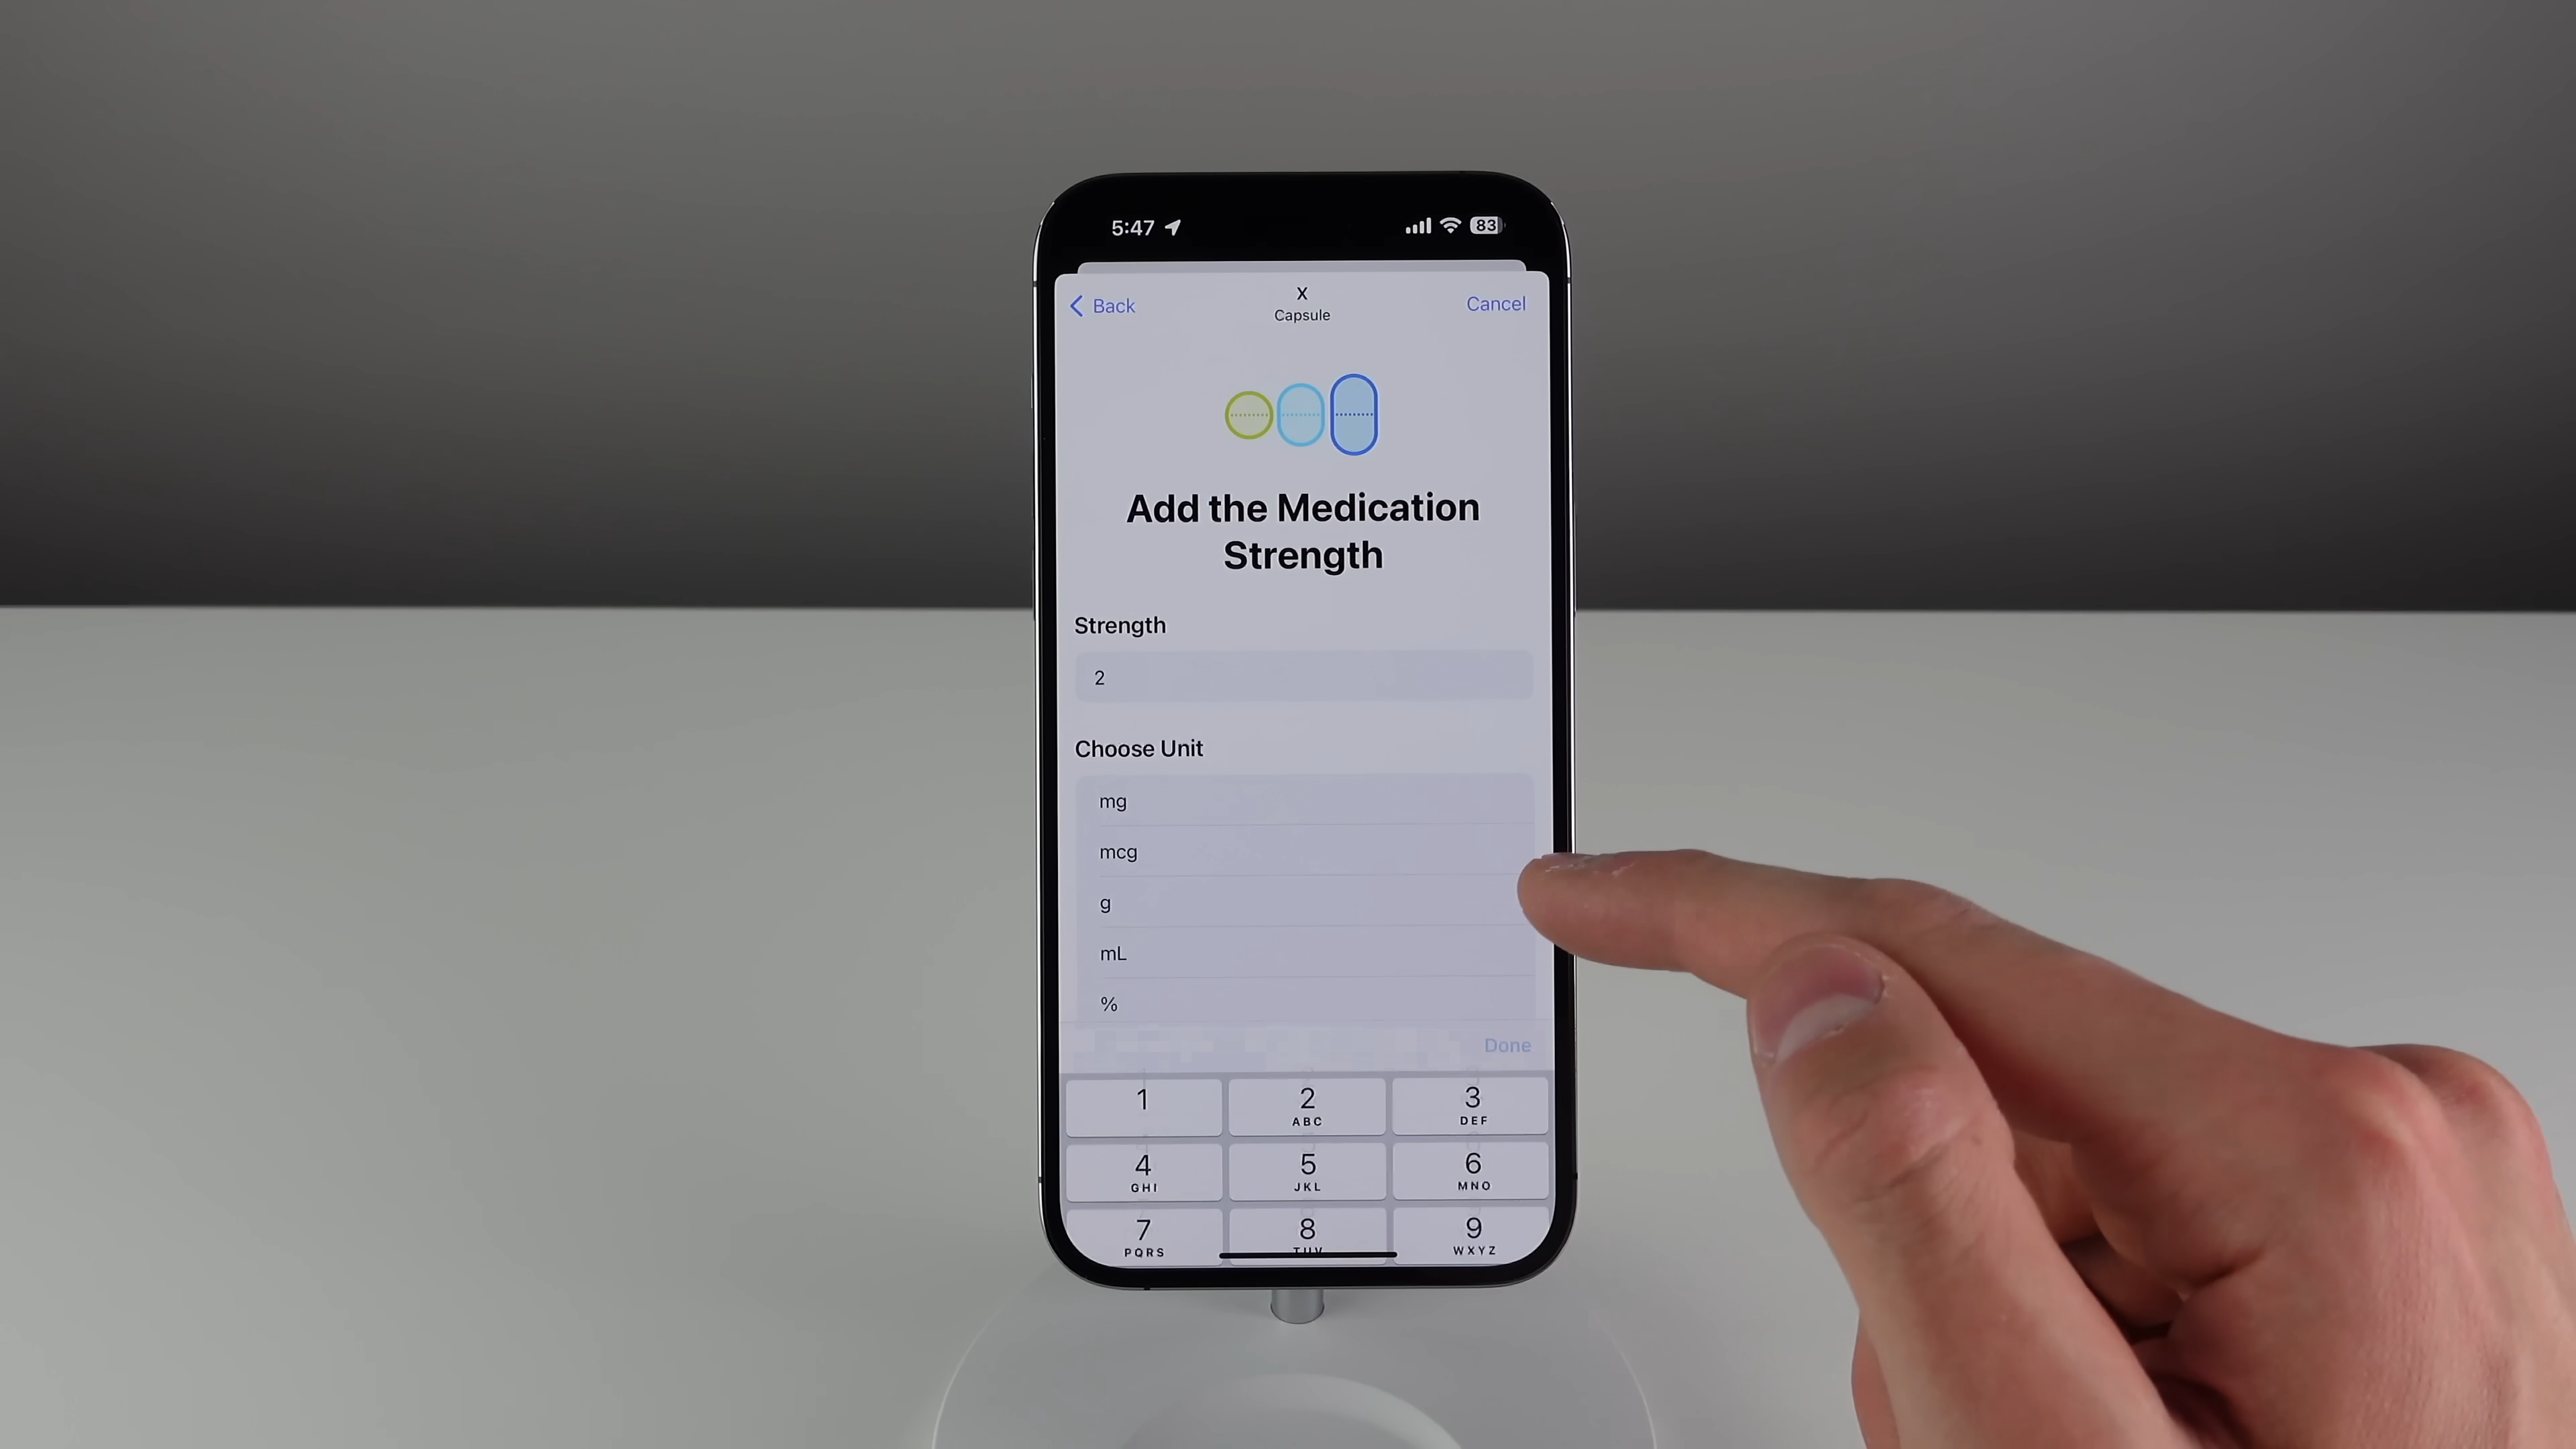 5:47
83
Back
X
Capsule
Cancel
Add the Medication
Strength
Strength
2
Choose Unit
mg
mcg
g
mL
%
Done
1
2
ABC
3
DEF
4
GHI
5
JKL
6
MNO
7
PQRS
8
TUV
9
WXYZ